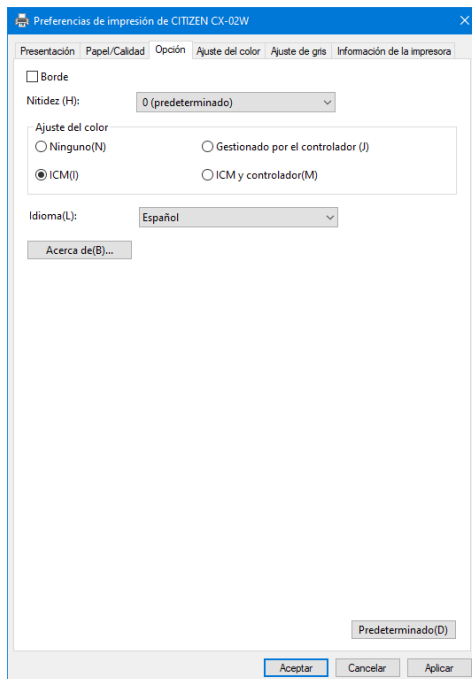 Preferencias de impresión de CITIZEN CX-02W
Presentación Papel/Calidad Opción Ajuste del color Ajuste de gris Información de la impresora
Borde
Nitidez (H): 0 (predeterminado)
Ajuste del color
Ninguno(N) Gestionado por el controlador (J)
ICM(I) ICM y controlador(M)
Idioma(L): Español
Acerca de(B)...
Predeterminado(D)
Aceptar Cancelar Aplicar